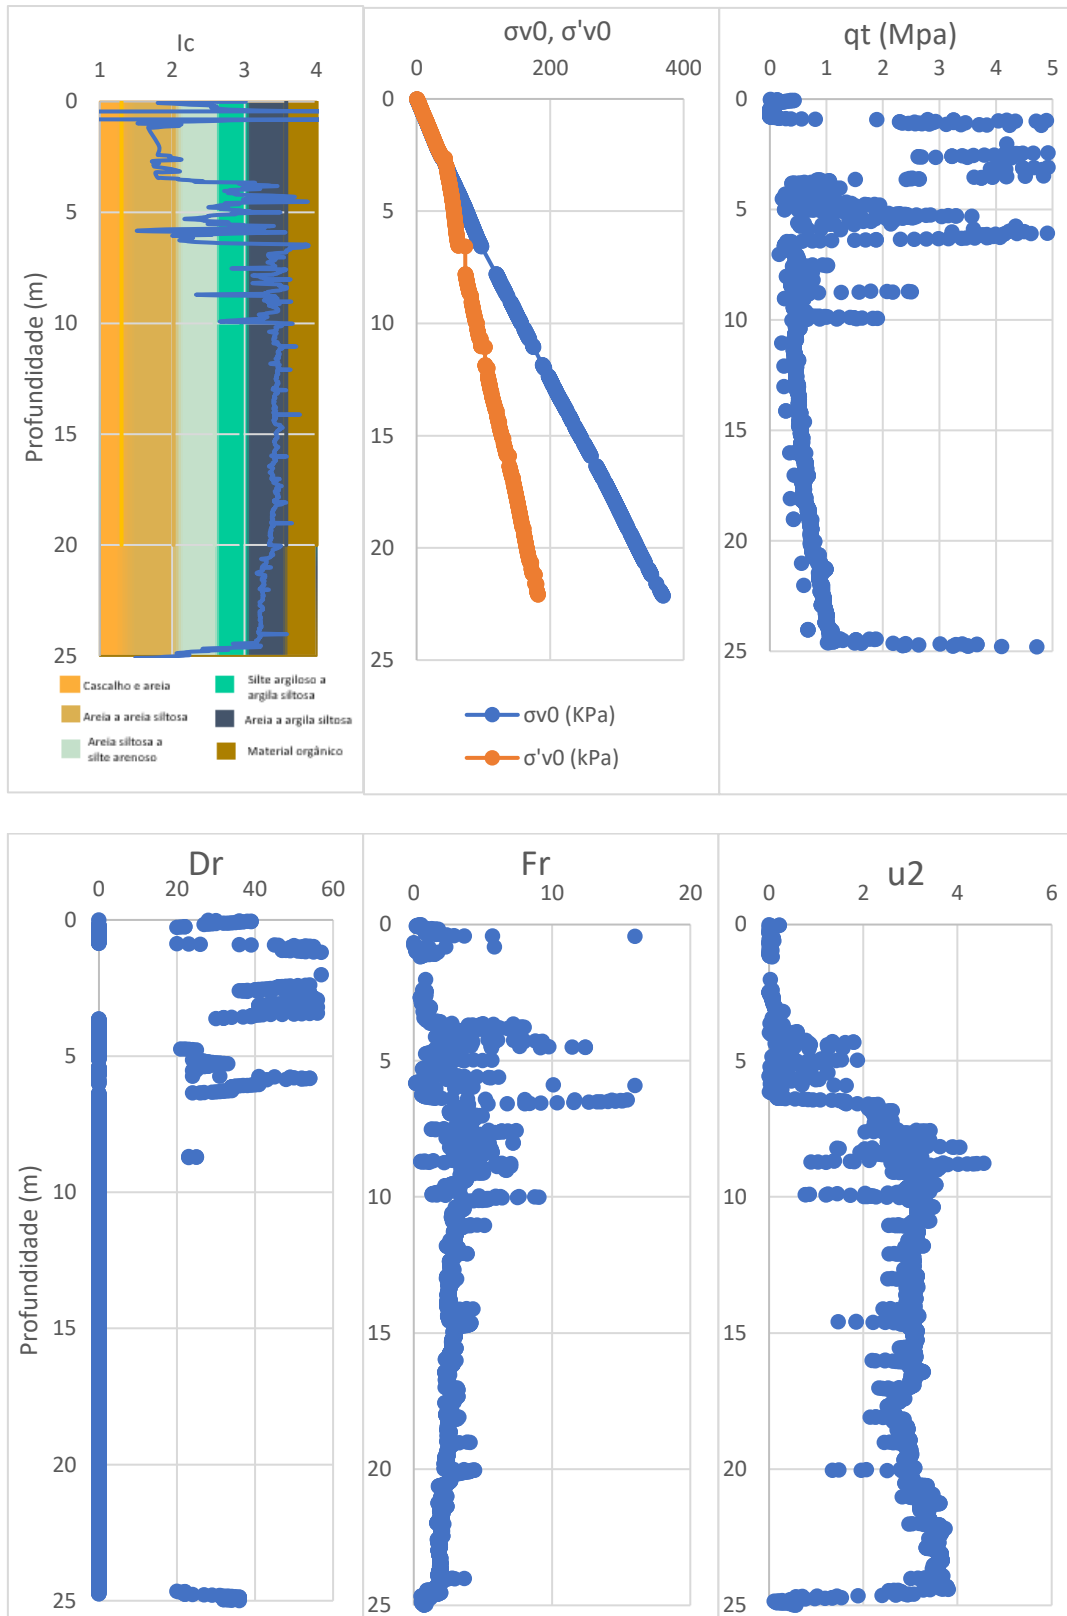 Ic
1 2 3 4
0
5
10
15
20
25
Profundidade (m)
Cascalho e areia
Silte argiloso a
argila siltosa
Areia a areia siltosa
Areia a argila siltosa
Areia siltosa a
silte arenoso
Material orgânico
σv0, σ'v0
0 200 400
0
5
10
15
20
25
σv0 (KPa)
σ'v0 (kPa)
qt (Mpa)
0 1 2 3 4 5
0
5
10
15
20
25
Dr
0 20 40 60
0
5
10
15
20
25
Profundidade (m)
Fr
0 10 20
0
5
10
15
20
25
u2
0 2 4 6
0
5
10
15
20
25